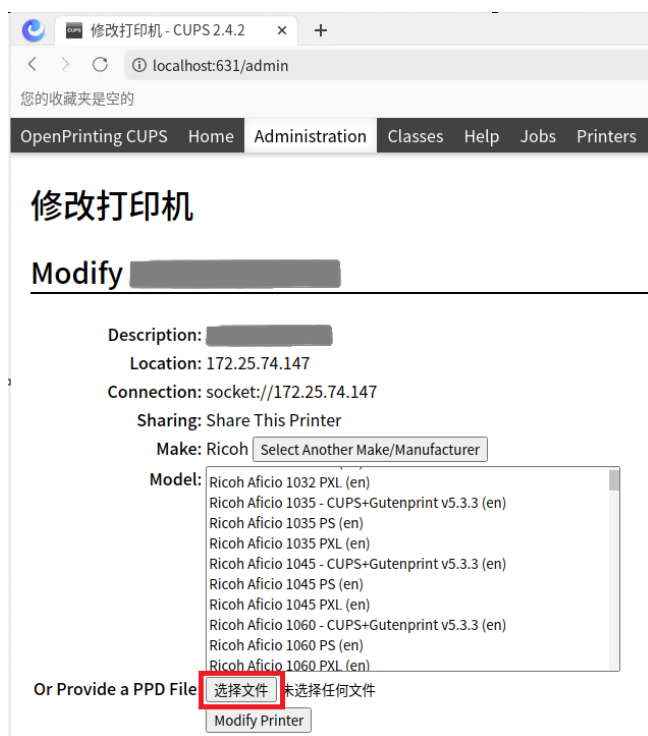 修改打印机 - CUPS 2.4.2
localhost:631/admin
您的收藏夹是空的
OpenPrinting CUPS Home Administration Classes Help Jobs Printers
修改打印机
Modify
Description:
Location: 172.25.74.147
Connection: socket://172.25.74.147
Sharing: Share This Printer
Make: Ricoh Select Another Make/Manufacturer
Model:
Ricoh Aficio 1032 PXL (en)
Ricoh Aficio 1035 - CUPS+Gutenprint v5.3.3 (en)
Ricoh Aficio 1035 PS (en)
Ricoh Aficio 1035 PXL (en)
Ricoh Aficio 1045 - CUPS+Gutenprint v5.3.3 (en)
Ricoh Aficio 1045 PS (en)
Ricoh Aficio 1045 PXL (en)
Ricoh Aficio 1060 - CUPS+Gutenprint v5.3.3 (en)
Ricoh Aficio 1060 PS (en)
Ricoh Aficio 1060 PXL (en)
Or Provide a PPD File 选择文件 未选择任何文件
Modify Printer